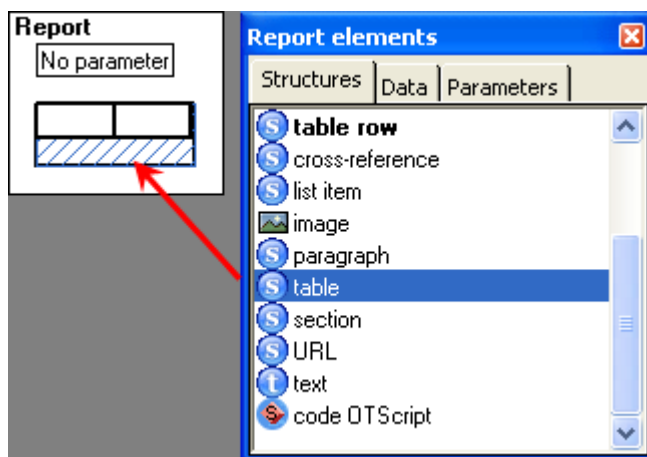 Report
No parameter
Report elements
Structures
Data
Parameters
S table row
S cross-reference
S list item
image
S paragraph
S table
S section
S URL
t text
S code OTScript